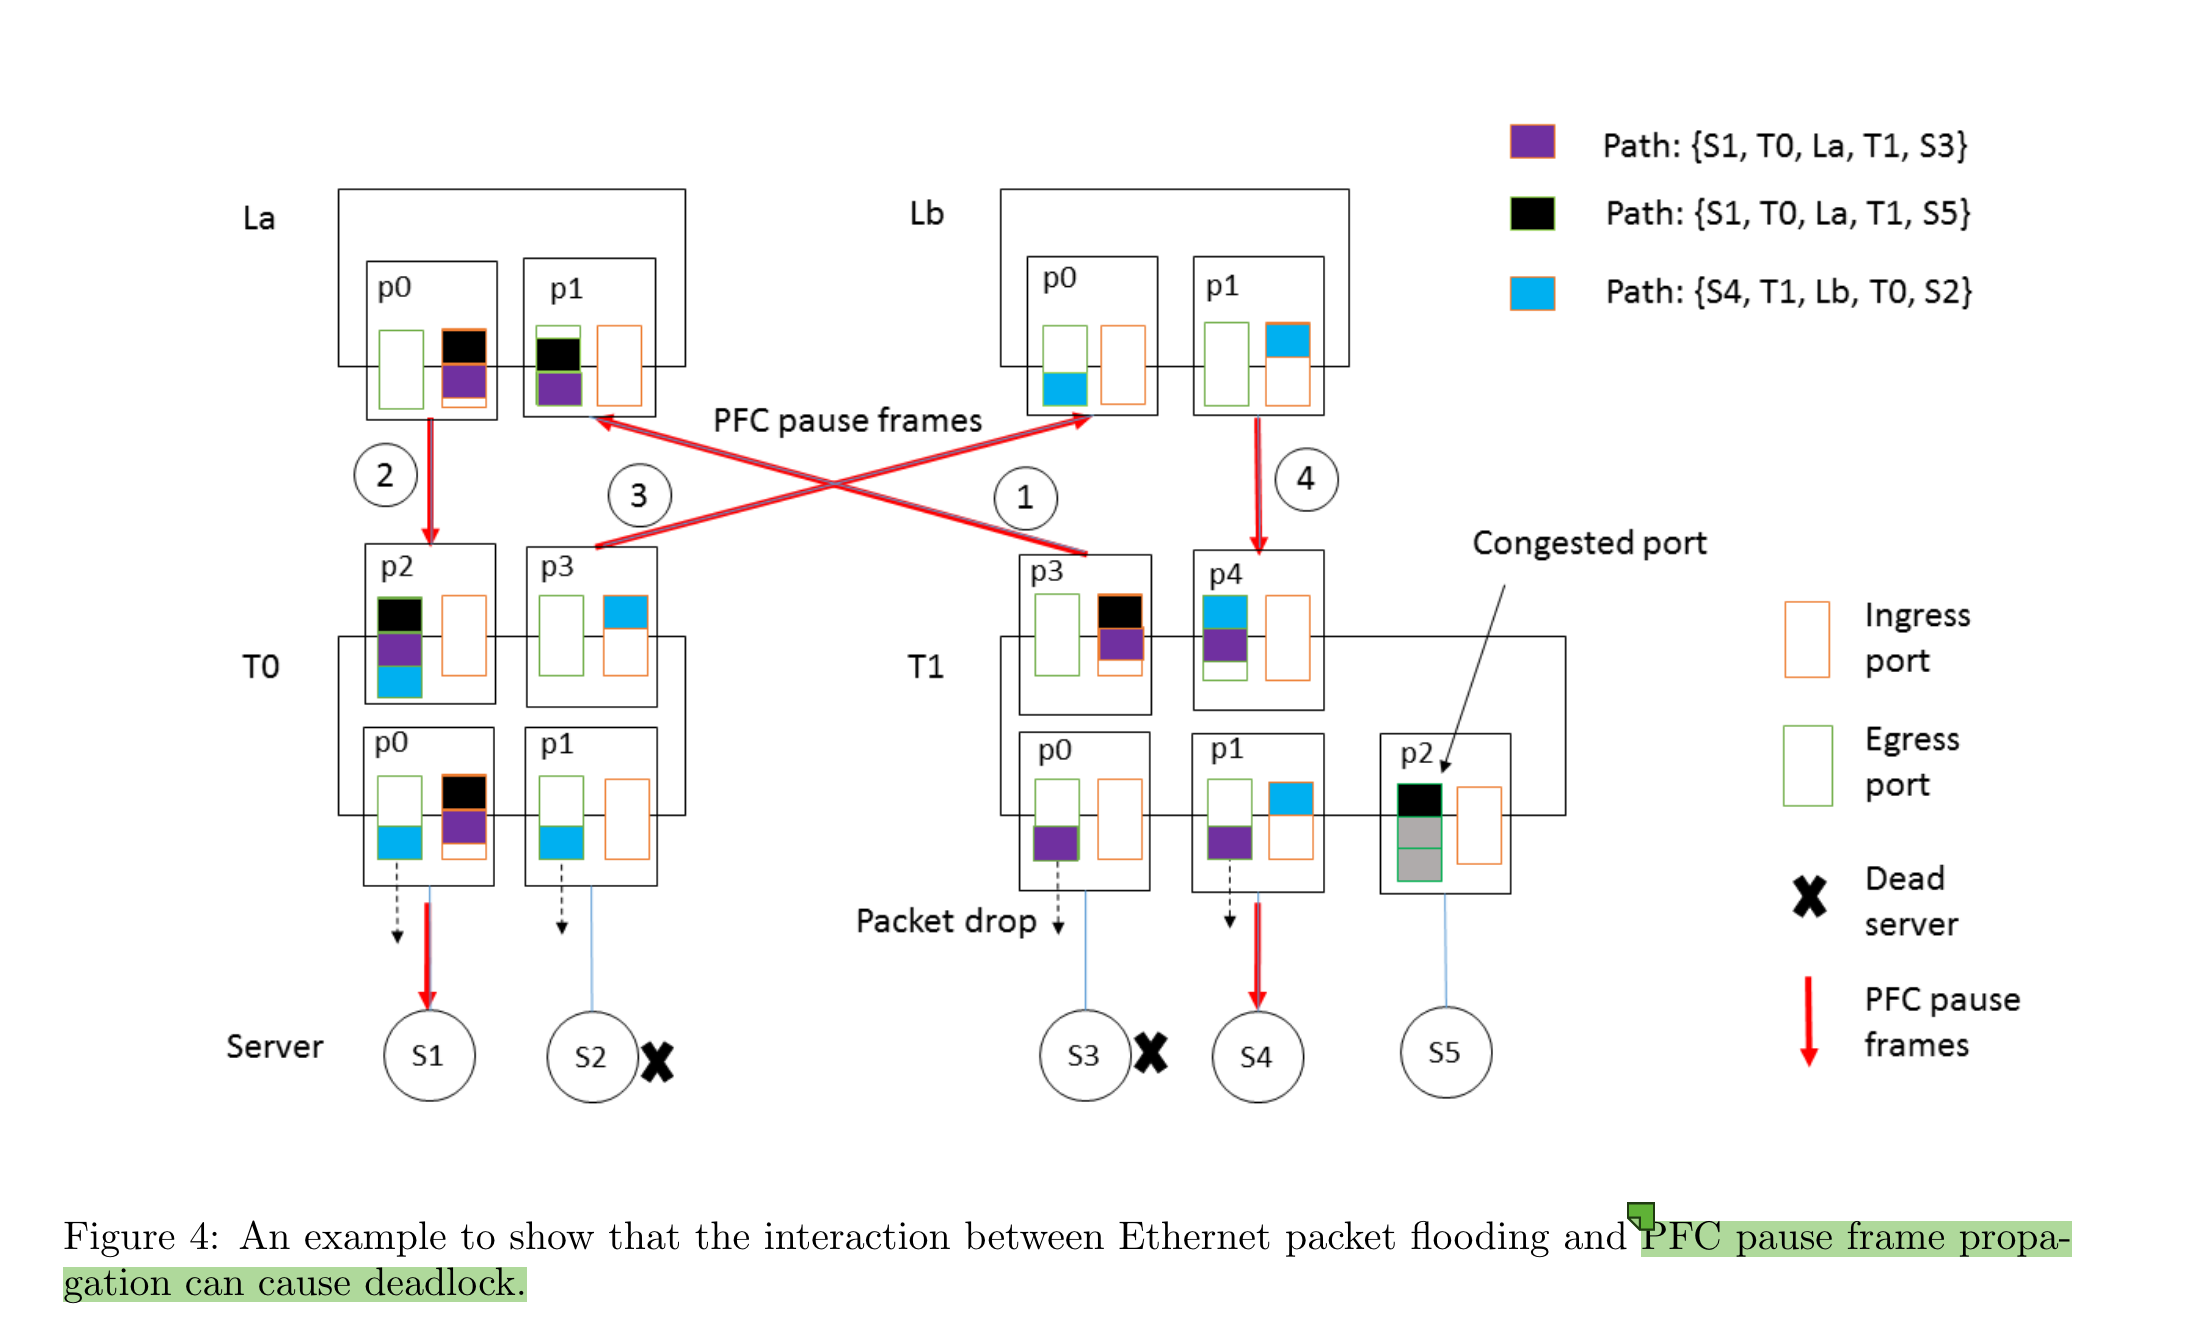 Path: {S1, T0, La, T1, S3}
La
Lb
Path: {S1, T0, La, T1, S5}
p0
p1
p0
p1
Path: {S4, T1, Lb, T0, S2}
PFC pause frames
2
3
1
4
Congested port
p2
p3
p3
p4
Ingress
port
T0
T1
p0
p1
p0
p1
p2
Egress
port
Packet drop
Dead
server
Server
S1
S2
S3
S4
S5
PFC pause
frames
Figure 4: An example to show that the interaction between Ethernet packet flooding and PFC pause frame propa-
gation can cause deadlock.